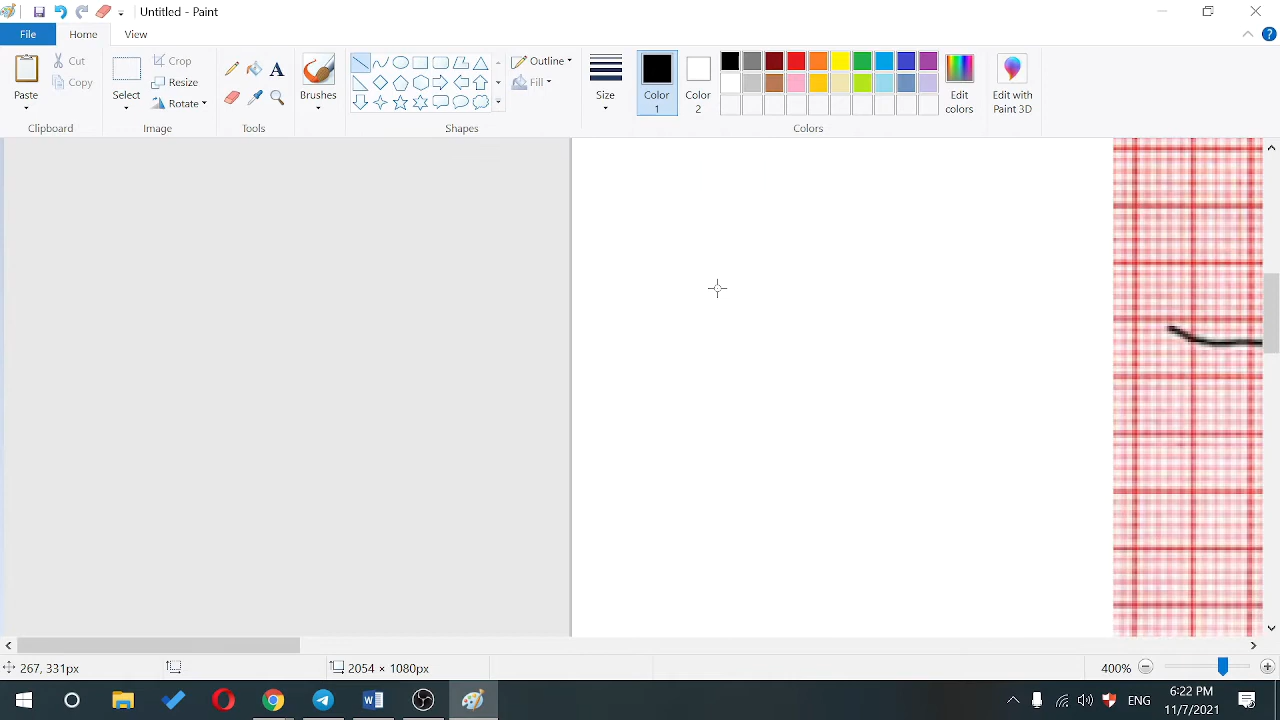 Untitled - Paint
File
Home
View
Paste
Cut
Copy
Clipboard
Select
Crop
Resize
Rotate
Image
A
Tools
Brushes
Shapes
Outline
Fill
Size
Color
1
Color
2
Colors
Edit
colors
Edit with
Paint 3D
267, 331px
2054 × 1080px
400%
ENG
6:22 PM
11/7/2021